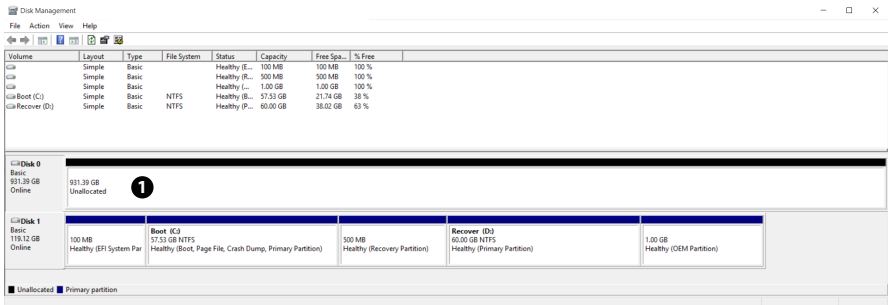 Disk Management
File Action View Help
Volume Layout Type File System Status Capacity Free Spa... % Free
Simple Basic Healthy (E... 100 MB 100 MB 100 %
Simple Basic Healthy (R... 500 MB 500 MB 100 %
Simple Basic Healthy (... 1.00 GB 1.00 GB 100 %
Boot (C:) Simple Basic NTFS Healthy (B... 57.53 GB 21.74 GB 38 %
Recover (D:) Simple Basic NTFS Healthy (P... 60.00 GB 38.02 GB 63 %
Disk 0
Basic
931.39 GB
Online
931.39 GB
Unallocated
1
Disk 1
Basic
119.12 GB
Online
100 MB
Healthy (EFI System Par
Boot (C:)
57.53 GB NTFS
Healthy (Boot, Page File, Crash Dump, Primary Partition)
500 MB
Healthy (Recovery Partition)
Recover (D:)
60.00 GB NTFS
Healthy (Primary Partition)
1.00 GB
Healthy (OEM Partition)
Unallocated Primary partition